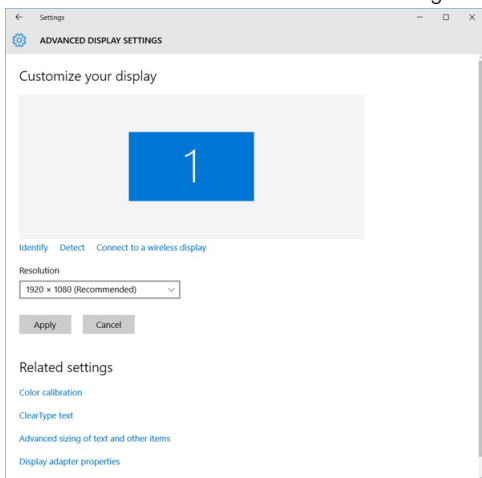 Settings
ADVANCED DISPLAY SETTINGS
Customize your display
1
Identify Detect Connect to a wireless display
Resolution
1920 × 1080 (Recommended)
Apply Cancel
Related settings
Color calibration
ClearType text
Advanced sizing of text and other items
Display adapter properties